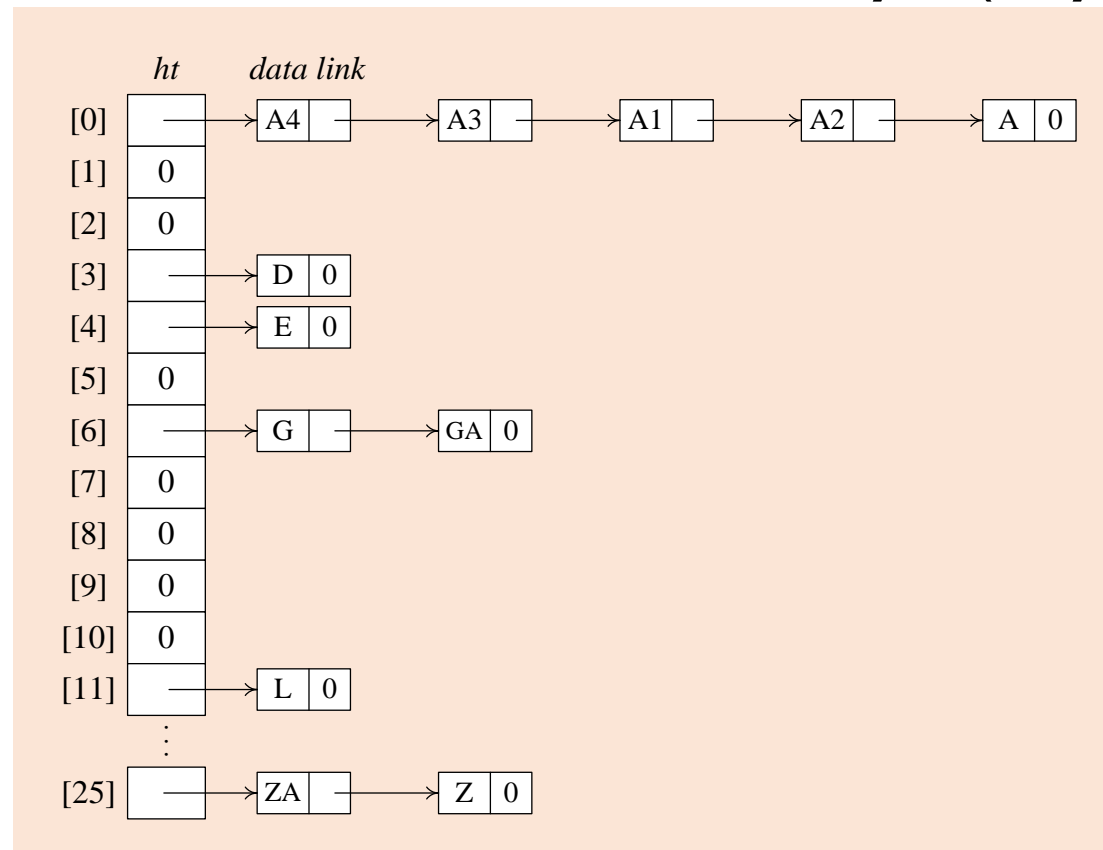 ht data link
[0] A4 A3 A1 A2 A 0
[1] 0
[2] 0
[3] D 0
[4] E 0
[5] 0
[6] G GA 0
[7] 0
[8] 0
[9] 0
[10] 0
[11] L 0
[25] ZA Z 0